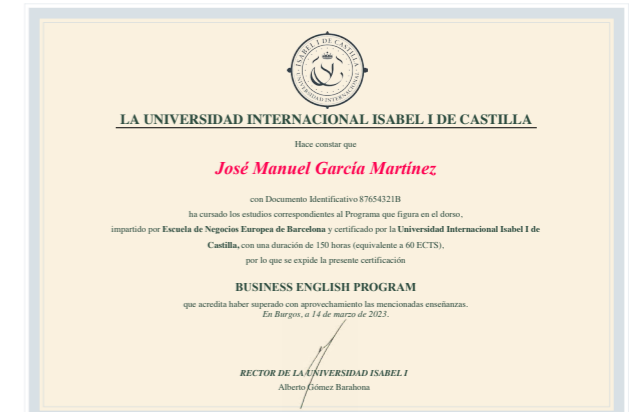 ISABEL I DE CASTILLA
UNIVERSIDAD INTERNACIONAL
LA UNIVERSIDAD INTERNACIONAL ISABEL I DE CASTILLA
Hace constar que
José Manuel García Martínez
con Documento Identificativo 87654321B
ha cursado los estudios correspondientes al Programa que figura en el dorso,
impartido por Escuela de Negocios Europea de Barcelona y certificado por la Universidad Internacional Isabel I de
Castilla, con una duración de 150 horas (equivalente a 60 ECTS),
por lo que se expide la presente certificación
BUSINESS ENGLISH PROGRAM
que acredita haber superado con aprovechamiento las mencionadas enseñanzas.
En Burgos, a 14 de marzo de 2023.
RECTOR DE LA UNIVERSIDAD ISABEL I
Alberto Gómez Barahona